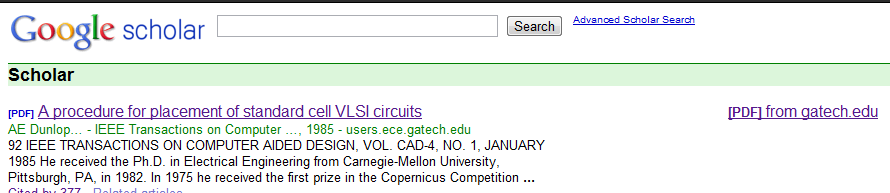 Google scholar Search Advanced Scholar Search
Scholar
[PDF] A procedure for placement of standard cell VLSI circuits [PDF] from gatech.edu
AE Dunlop... - IEEE Transactions on Computer ..., 1985 - users.ece.gatech.edu
92 IEEE TRANSACTIONS ON COMPUTER AIDED DESIGN, VOL. CAD-4, NO. 1, JANUARY
1985 He received the Ph.D. in Electrical Engineering from Carnegie-Mellon University,
Pittsburgh, PA, in 1982. In 1975 he received the first prize in the Copernicus Competition ...
Cited by 377 - Related articles